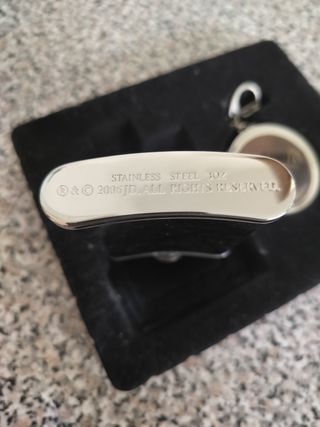 STAINLESS STEEL 3OZ
® & © 2006 JD. ALL RIGHTS RESERVED.